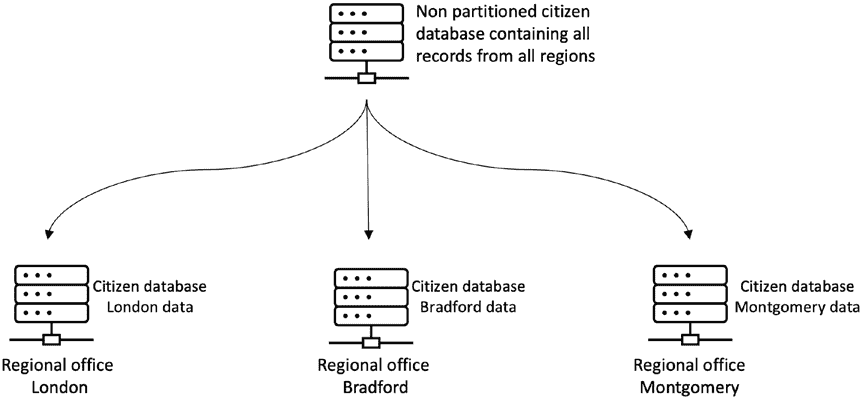 Non partitioned citizen
database containing all
records from all regions
Citizen database
London data
Regional office
London
Citizen database
Bradford data
Regional office
Bradford
Citizen database
Montgomery data
Regional office
Montgomery